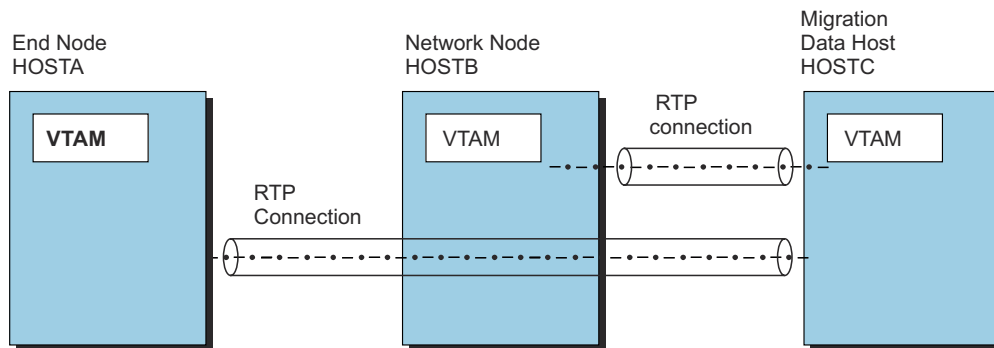 End Node
HOSTA
VTAM
Network Node
HOSTB
VTAM
Migration
Data Host
HOSTC
VTAM
RTP
connection
RTP
Connection